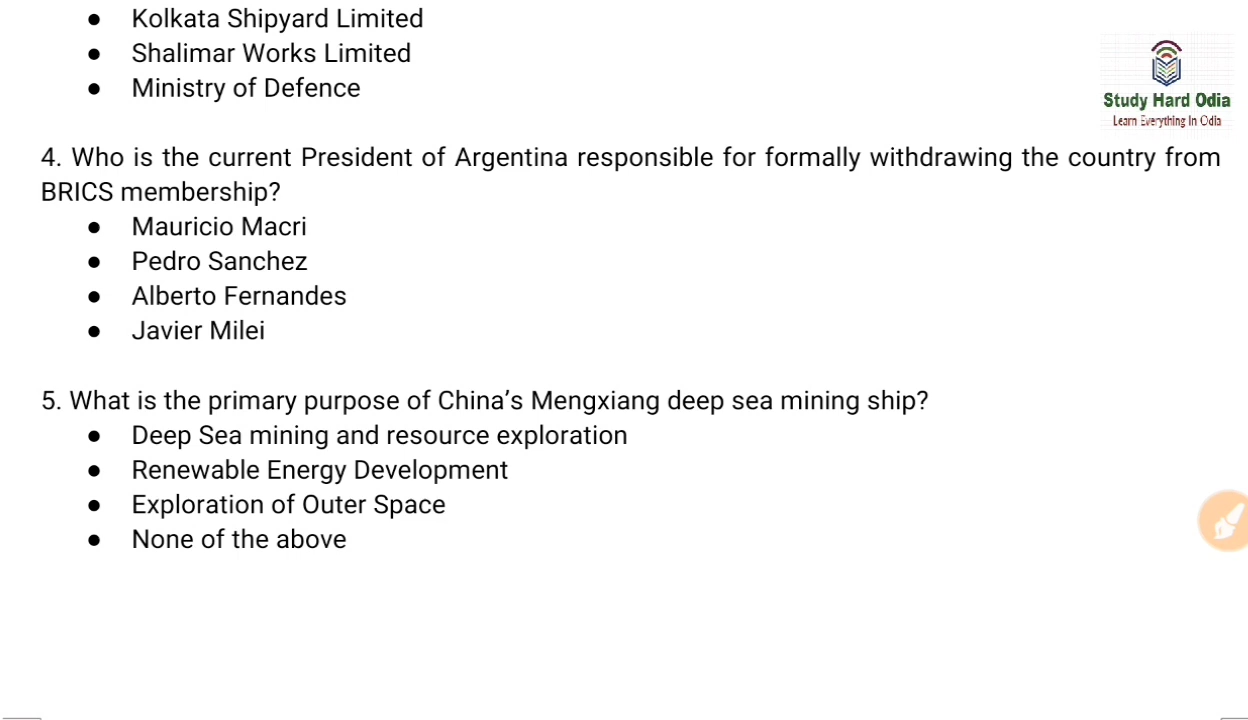 ● Kolkata Shipyard Limited
● Shalimar Works Limited
● Ministry of Defence
Study Hard Odia
Learn Everything In Odia
4. Who is the current President of Argentina responsible for formally withdrawing the country from
BRICS membership?
● Mauricio Macri
● Pedro Sanchez
● Alberto Fernandes
● Javier Milei
5. What is the primary purpose of China’s Mengxiang deep sea mining ship?
● Deep Sea mining and resource exploration
● Renewable Energy Development
● Exploration of Outer Space
● None of the above